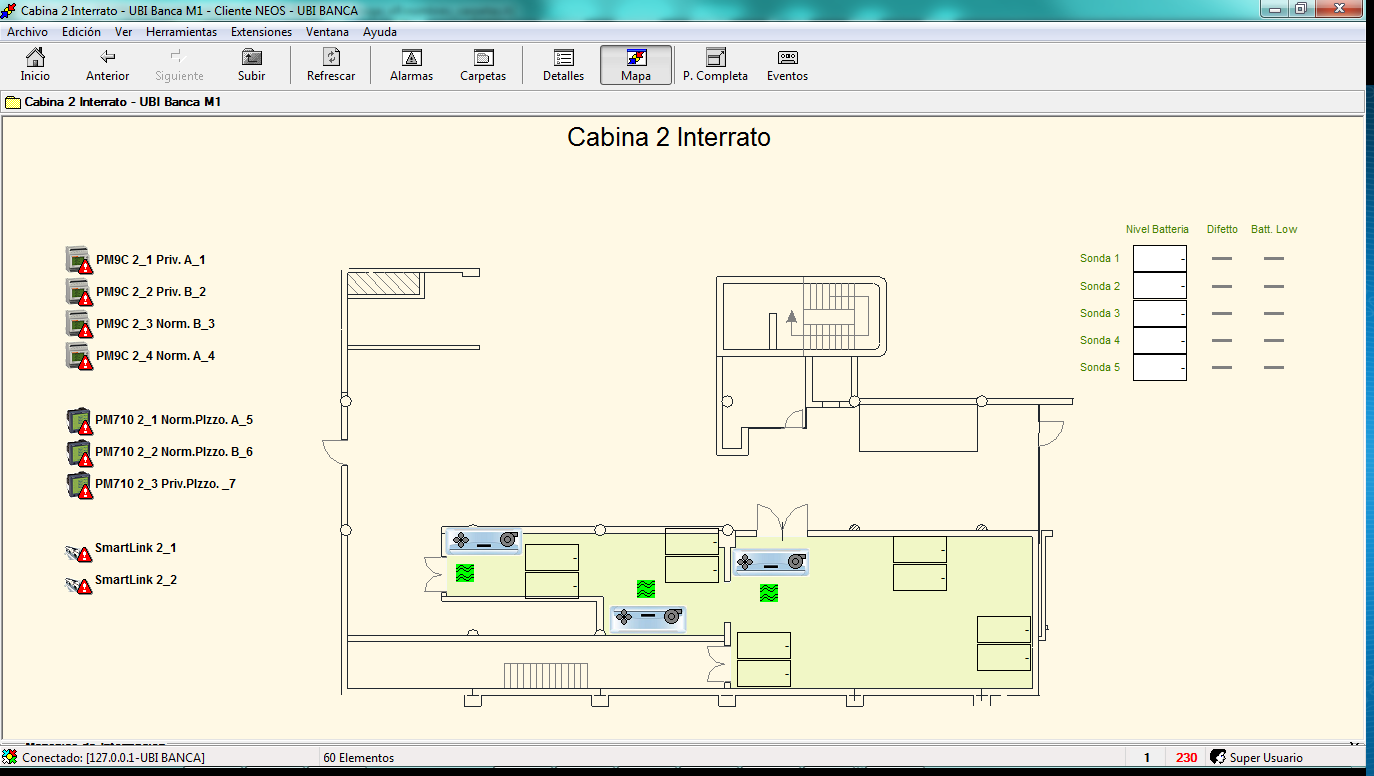 Cabina 2 Interrato - UBI Banca M1 - Cliente NEOS - UBI BANCA
Archivo Edición Ver Herramientas Extensiones Ventana Ayuda
Inicio Anterior Siguiente Subir Refrescar Alarmas Carpetas Detalles Mapa P. Completa Eventos
Cabina 2 Interrato - UBI Banca M1
Cabina 2 Interrato
Nivel Batteria Difetto Batt. Low
Sonda 1 -
Sonda 2 -
Sonda 3 -
Sonda 4 -
Sonda 5 -
PM9C 2_1 Priv. A_1
PM9C 2_2 Priv. B_2
PM9C 2_3 Norm. B_3
PM9C 2_4 Norm. A_4
PM710 2_1 Norm.Plzzo. A_5
PM710 2_2 Norm.Plzzo. B_6
PM710 2_3 Priv.Plzzo. _7
SmartLink 2_1
SmartLink 2_2
Conectado: [127.0.0.1-UBI BANCA] 60 Elementos 1 230 Super Usuario